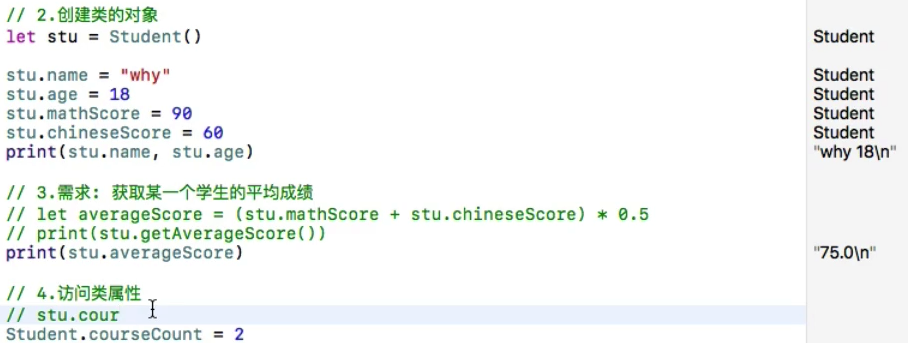 // 2.创建类的对象
let stu = Student()
Student
stu.name = "why"
Student
stu.age = 18
Student
stu.mathScore = 90
Student
stu.chineseScore = 60
Student
print(stu.name, stu.age)
"why 18\n"
// 3.需求: 获取某一个学生的平均成绩
// let averageScore = (stu.mathScore + stu.chineseScore) * 0.5
// print(stu.getAverageScore())
print(stu.averageScore)
"75.0\n"
// 4.访问类属性
// stu.cour
Student.courseCount = 2